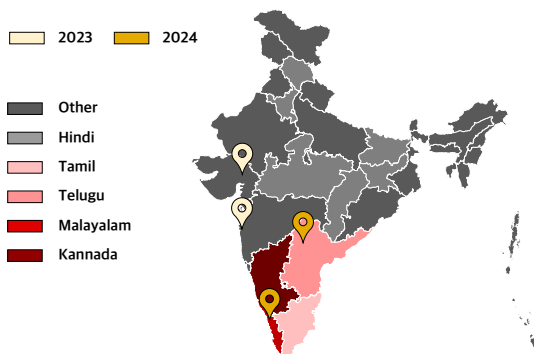 2023 2024
Other
Hindi
Tamil
Telugu
Malayalam
Kannada